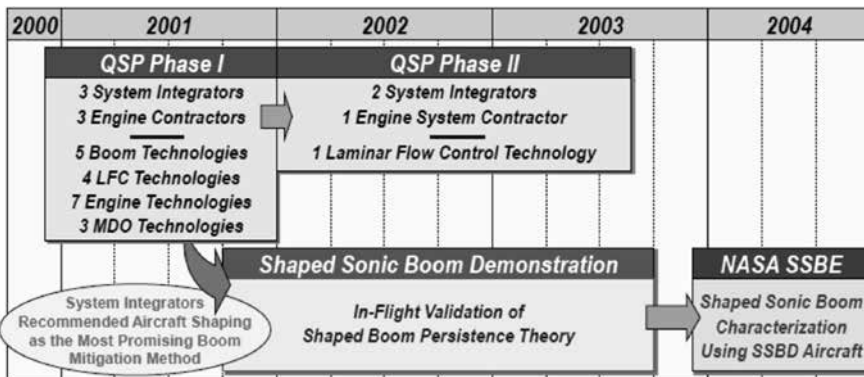 2000 2001 2002 2003 2004
QSP Phase I
3 System Integrators
3 Engine Contractors
5 Boom Technologies
4 LFC Technologies
7 Engine Technologies
3 MDO Technologies
QSP Phase II
2 System Integrators
1 Engine System Contractor
1 Laminar Flow Control Technology
System Integrators
Recommended Aircraft Shaping
as the Most Promising Boom
Mitigation Method
Shaped Sonic Boom Demonstration
In-Flight Validation of
Shaped Boom Persistence Theory
NASA SSBE
Shaped Sonic Boom
Characterization
Using SSBD Aircraft